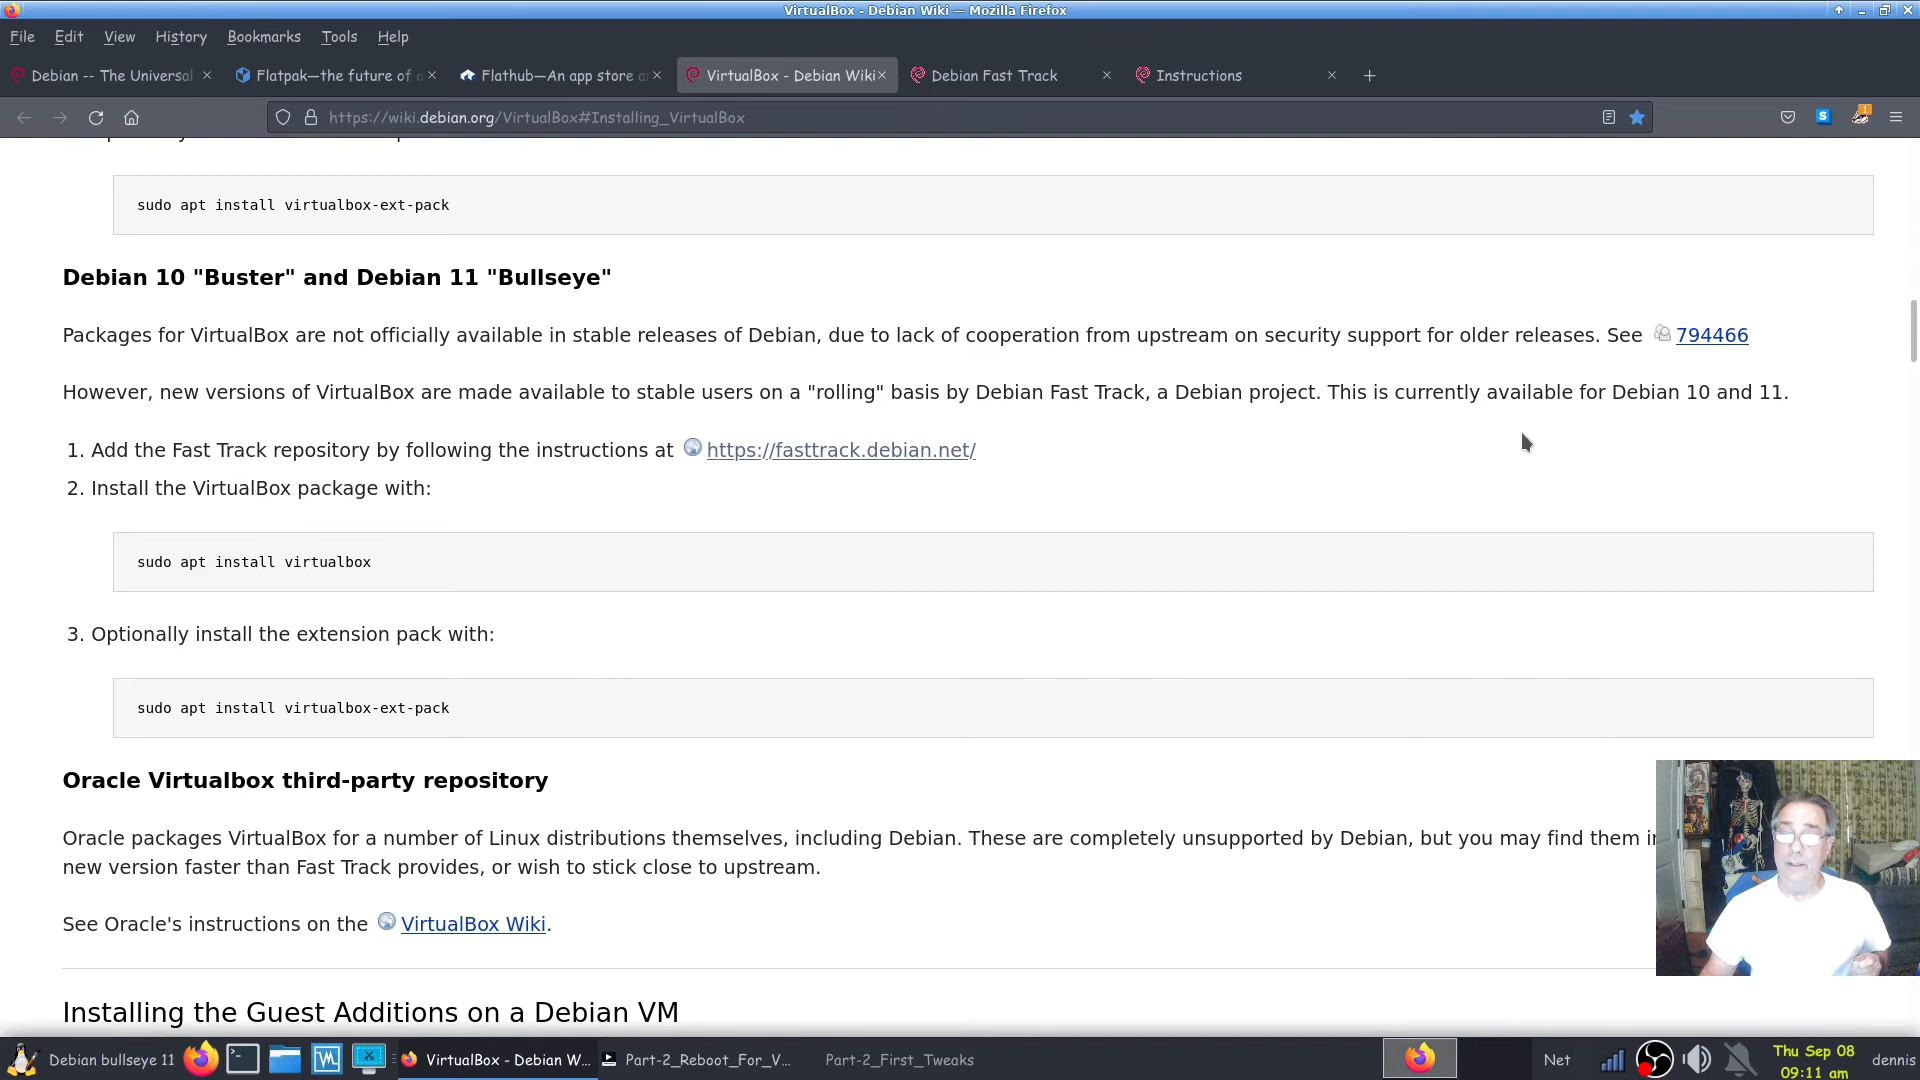 VirtualBox - Debian Wiki — Mozilla Firefox
File Edit View History Bookmarks Tools Help
Debian -- The Universal
Flatpak—the future of
Flathub—An app store
VirtualBox - Debian Wiki
Debian Fast Track
Instructions
https://wiki.debian.org/VirtualBox#Installing_VirtualBox
sudo apt install virtualbox-ext-pack
Debian 10 "Buster" and Debian 11 "Bullseye"
Packages for VirtualBox are not officially available in stable releases of Debian, due to lack of cooperation from upstream on security support for older releases. See 794466
However, new versions of VirtualBox are made available to stable users on a "rolling" basis by Debian Fast Track, a Debian project. This is currently available for Debian 10 and 11.
1. Add the Fast Track repository by following the instructions at https://fasttrack.debian.net/
2. Install the VirtualBox package with:
sudo apt install virtualbox
3. Optionally install the extension pack with:
sudo apt install virtualbox-ext-pack
Oracle Virtualbox third-party repository
Oracle packages VirtualBox for a number of Linux distributions themselves, including Debian. These are completely unsupported by Debian, but you may find them
new version faster than Fast Track provides, or wish to stick close to upstream.
See Oracle's instructions on the VirtualBox Wiki.
Installing the Guest Additions on a Debian VM
Debian bullseye 11
VirtualBox - Debian W...
Part-2_Reboot_For_V...
Part-2_First_Tweaks
Net
Thu Sep 08
09:11 am
dennis